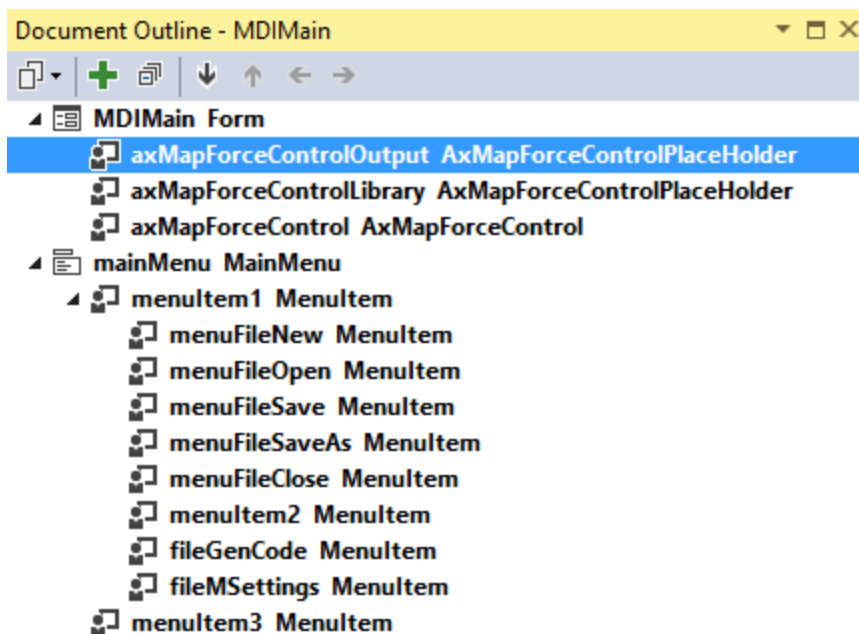 Document Outline - MDIMain
MDIMain Form
axMapForceControlOutput AxMapForceControlPlaceHolder
axMapForceControlLibrary AxMapForceControlPlaceHolder
axMapForceControl AxMapForceControl
mainMenu MainMenu
menuItem1 MenuItem
menuFileNew MenuItem
menuFileOpen MenuItem
menuFileSave MenuItem
menuFileSaveAs MenuItem
menuFileClose MenuItem
menuItem2 MenuItem
fileGenCode MenuItem
fileMSettings MenuItem
menuItem3 MenuItem